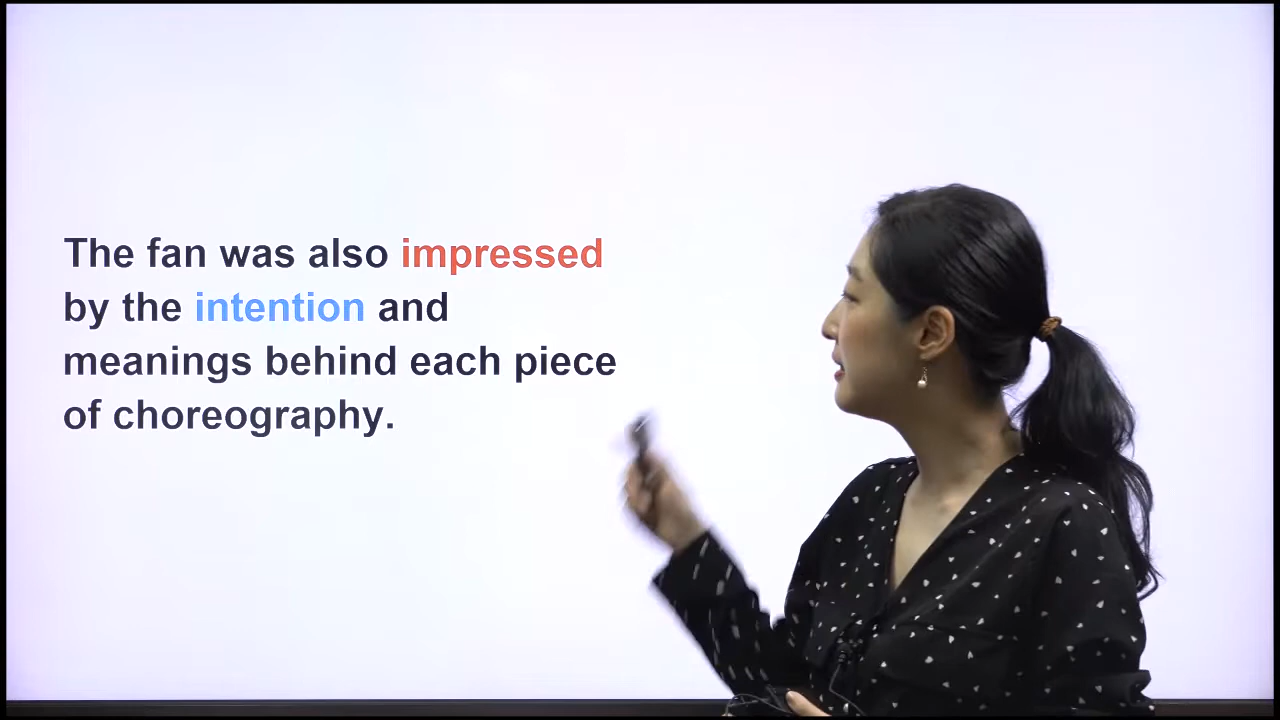 The fan was also impressed
by the intention and
meanings behind each piece
of choreography.